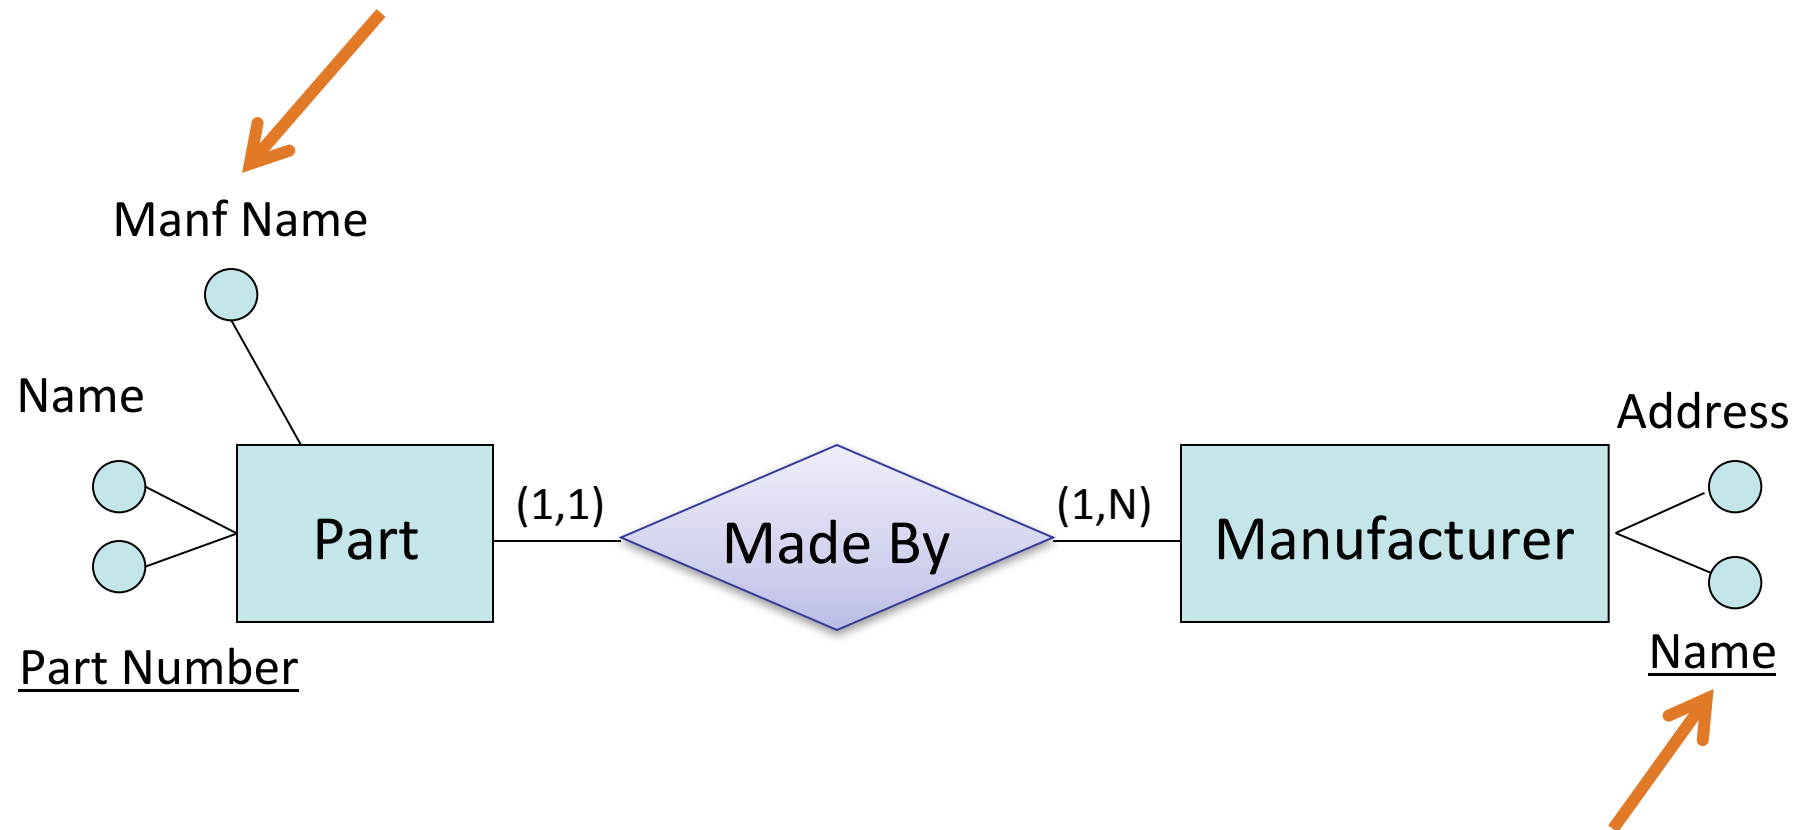 Manf Name
Name
Address
(1,1)
(1,N)
Part
Made By
Manufacturer
Part Number
Name